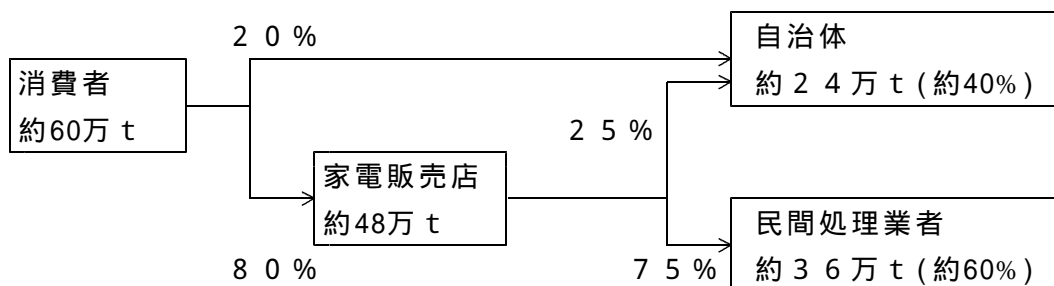 20%
自治体
約24万t(約40%)
消費者
約60万t
25%
家電販売店
約48万t
民間処理業者
約36万t(約60%)
80%
75%